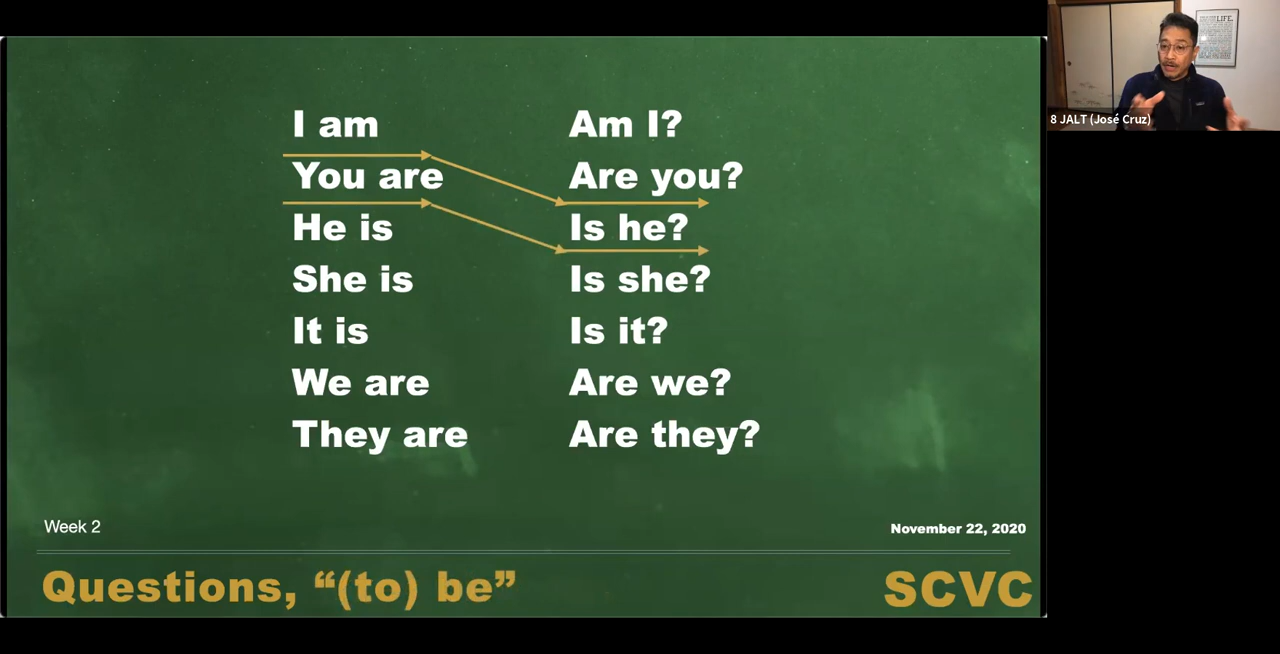 I am
You are
He is
She is
It is
We are
They are
Am I?
Are you?
Is he?
Is she?
Is it?
Are we?
Are they?
Week 2
November 22, 2020
Questions, “(to) be”
SCVC
LIFE.
8 JALT (José Cruz)